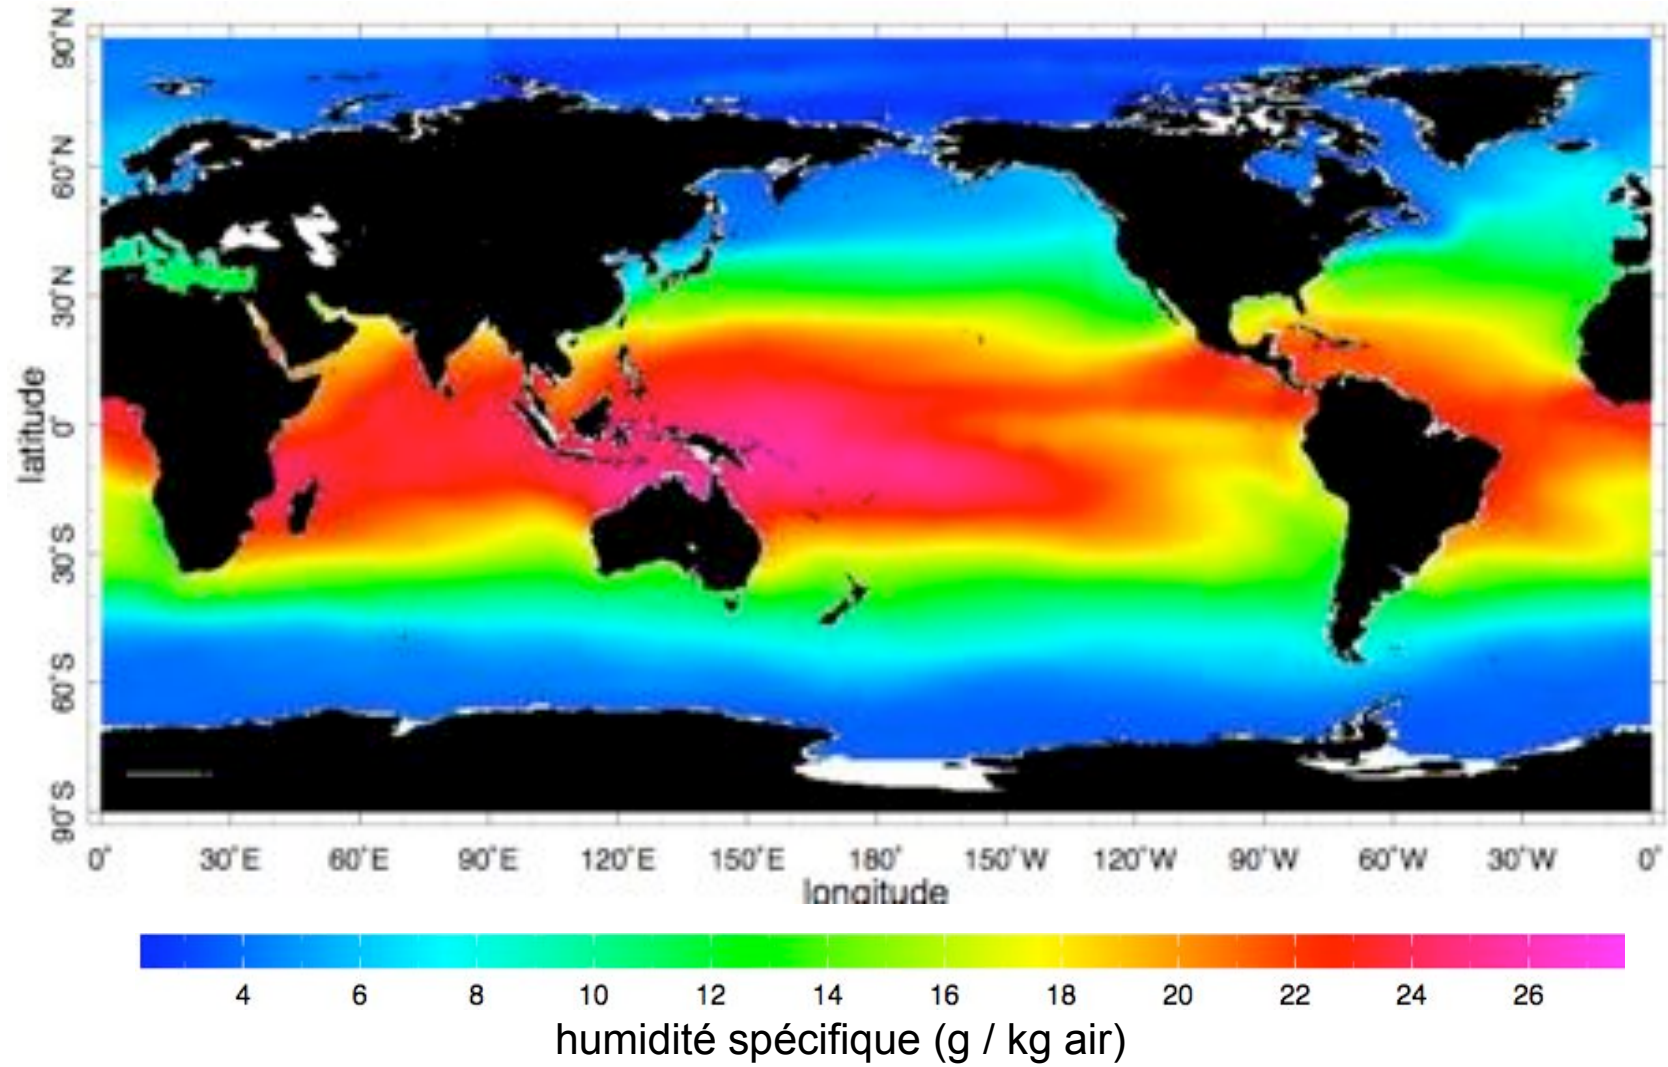 90˚N
60˚N
30˚N
0˚
30˚S
60˚S
90˚S
latitude
0˚ 30˚E 60˚E 90˚E 120˚E 150˚E 180˚ 150˚W 120˚W 90˚W 60˚W 30˚W 0˚
longitude
4 6 8 10 12 14 16 18 20 22 24 26
humidité spécifique (g / kg air)